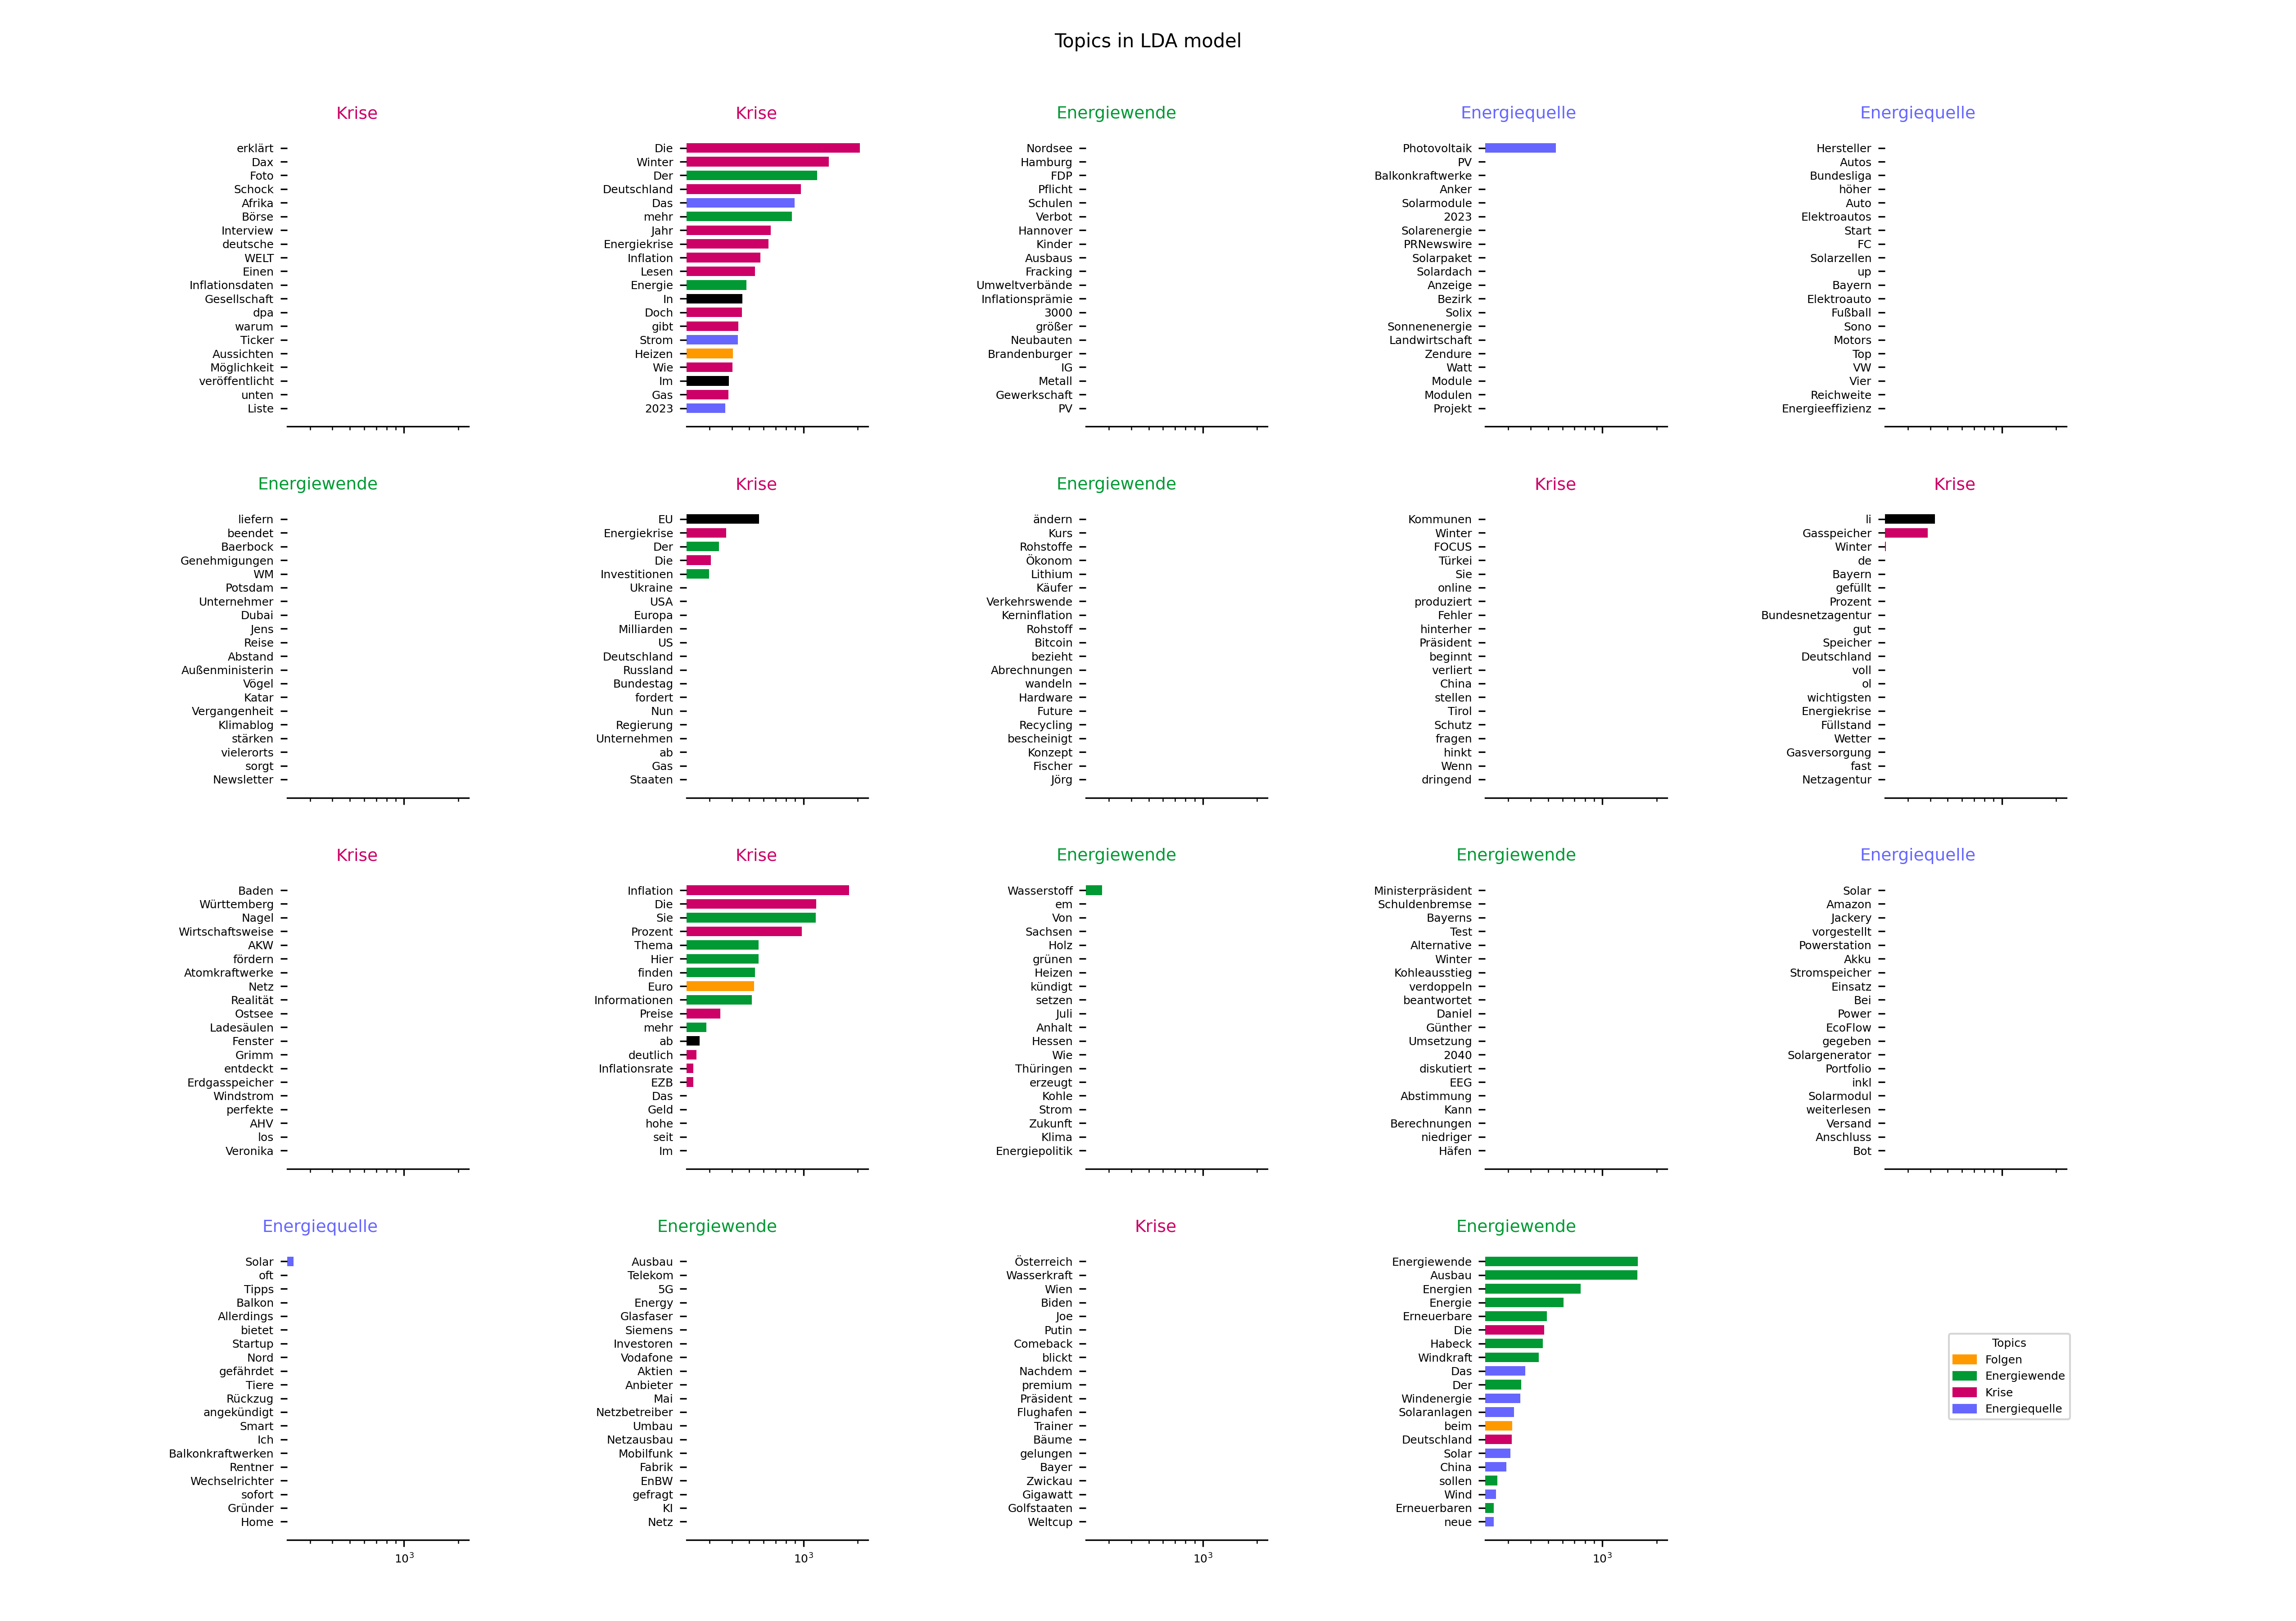 Topics in LDA model
Krise
erklärt
Dax
Foto
Schock
Afrika
Börse
Interview
deutsche
WELT
Einen
Inflationsdaten
Gesellschaft
dpa
warum
Ticker
Aussichten
Möglichkeit
veröffentlicht
unten
Liste
Krise
Die
Winter
Der
Deutschland
Das
mehr
Jahr
Energiekrise
Inflation
Lesen
Energie
In
Doch
gibt
Strom
Heizen
Wie
Im
Gas
2023
Energiewende
Nordsee
Hamburg
FDP
Pflicht
Schulen
Verbot
Hannover
Kinder
Ausbaus
Fracking
Umweltverbände
Inflationsprämie
3000
größer
Neubauten
Brandenburger
IG
Metall
Gewerkschaft
PV
Energiequelle
Photovoltaik
PV
Balkonkraftwerke
Anker
Solarmodule
2023
Solarenergie
PRNewswire
Solarpaket
Solardach
Anzeige
Bezirk
Solix
Sonnenenergie
Landwirtschaft
Zendure
Watt
Module
Modulen
Projekt
Energiequelle
Hersteller
Autos
Bundesliga
höher
Auto
Elektroautos
Start
FC
Solarzellen
up
Bayern
Elektroauto
Fußball
Sono
Motors
Top
VW
Vier
Reichweite
Energieeffizienz
Energiewende
liefern
beendet
Baerbock
Genehmigungen
WM
Potsdam
Unternehmer
Dubai
Jens
Reise
Abstand
Außenministerin
Vögel
Katar
Vergangenheit
Klimablog
stärken
vielerorts
sorgt
Newsletter
Krise
EU
Energiekrise
Der
Die
Investitionen
Ukraine
USA
Europa
Milliarden
US
Deutschland
Russland
Bundestag
fordert
Nun
Regierung
Unternehmen
ab
Gas
Staaten
Energiewende
ändern
Kurs
Rohstoffe
Ökonom
Lithium
Käufer
Verkehrswende
Kerninflation
Rohstoff
Bitcoin
bezieht
Abrechnungen
wandeln
Hardware
Future
Recycling
bescheinigt
Konzept
Fischer
Jörg
Krise
Kommunen
Winter
FOCUS
Türkei
Sie
online
produziert
Fehler
hinterher
Präsident
beginnt
verliert
China
stellen
Tirol
Schutz
fragen
hinkt
Wenn
dringend
Krise
li
Gasspeicher
Winter
de
Bayern
gefüllt
Prozent
Bundesnetzagentur
gut
Speicher
Deutschland
voll
ol
wichtigsten
Energiekrise
Füllstand
Wetter
Gasversorgung
fast
Netzagentur
Krise
Baden
Württemberg
Nagel
Wirtschaftsweise
AKW
fördern
Atomkraftwerke
Netz
Realität
Ostsee
Ladesäulen
Fenster
Grimm
entdeckt
Erdgasspeicher
Windstrom
perfekte
AHV
los
Veronika
Krise
Inflation
Die
Sie
Prozent
Thema
Hier
finden
Euro
Informationen
Preise
mehr
ab
deutlich
Inflationsrate
EZB
Das
Geld
hohe
seit
Im
Energiewende
Wasserstoff
em
Von
Sachsen
Holz
grünen
Heizen
kündigt
setzen
Juli
Anhalt
Hessen
Wie
Thüringen
erzeugt
Kohle
Strom
Zukunft
Klima
Energiepolitik
Energiewende
Ministerpräsident
Schuldenbremse
Bayerns
Test
Alternative
Winter
Kohleausstieg
verdoppeln
beantwortet
Daniel
Günther
Umsetzung
2040
diskutiert
EEG
Abstimmung
Kann
Berechnungen
niedriger
Häfen
Energiequelle
Solar
Amazon
Jackery
vorgestellt
Powerstation
Akku
Stromspeicher
Einsatz
Bei
Power
EcoFlow
gegeben
Solargenerator
Portfolio
inkl
Solarmodul
weiterlesen
Versand
Anschluss
Bot
Energiequelle
Solar
oft
Tipps
Balkon
Allerdings
bietet
Startup
Nord
gefährdet
Tiere
Rückzug
angekündigt
Smart
Ich
Balkonkraftwerken
Rentner
Wechselrichter
sofort
Gründer
Home
10³
Energiewende
Ausbau
Telekom
5G
Energy
Glasfaser
Siemens
Investoren
Vodafone
Aktien
Anbieter
Mai
Netzbetreiber
Umbau
Netzausbau
Mobilfunk
Fabrik
EnBW
gefragt
KI
Netz
10³
Krise
Österreich
Wasserkraft
Wien
Biden
Joe
Putin
Comeback
blickt
Nachdem
premium
Präsident
Flughafen
Trainer
Bäume
gelungen
Bayer
Zwickau
Gigawatt
Golfstaaten
Weltcup
10³
Energiewende
Energiewende
Ausbau
Energien
Energie
Erneuerbare
Die
Habeck
Windkraft
Das
Der
Windenergie
Solaranlagen
beim
Deutschland
Solar
China
sollen
Wind
Erneuerbaren
neue
10³
Topics
Folgen
Energiewende
Krise
Energiequelle